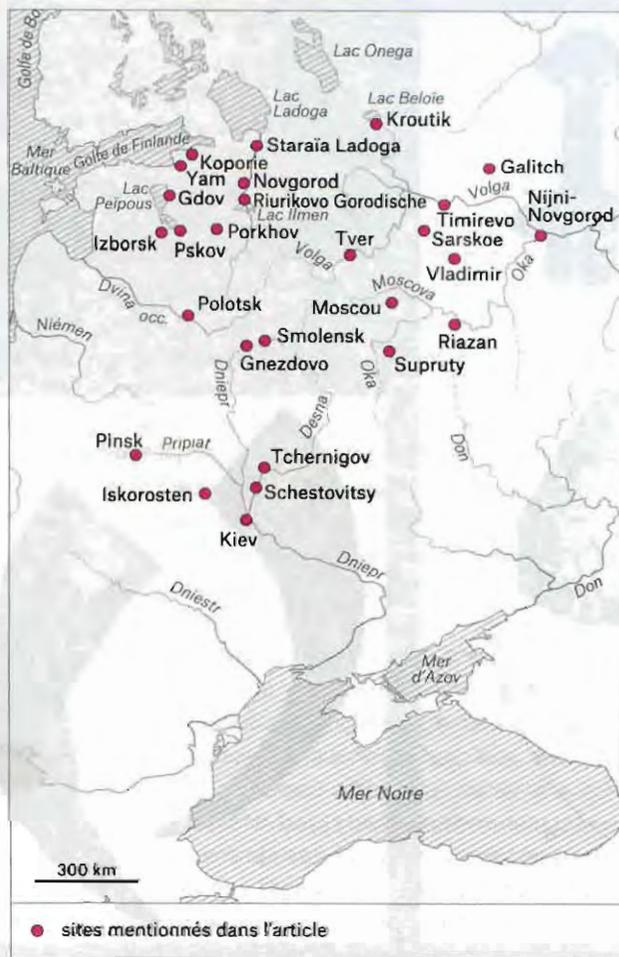 Golfe de Bo
Lac Onega
Lac
Ladoga
Lac Beloïe
Kroutik
Mer
Baltique
Golfe de Finlande
Staraïa Ladoga
Koporie
Yam
Galitch
Lac
Peipous
Gdov
Novgorod
Riurikovo Gorodische
Lac Ilmen
Volga
Nijni-
Novgorod
Timirevo
Izborsk
Pskov
Porkhov
Volga
Tver
Sarskoe
Vladimir
Oka
Dvina
occ.
Polotsk
Moscou
Moscova
Niémen
Riazan
Smolensk
Gnezdovo
Oka
Supruty
Dniepr
Desna
Don
Pinsk
Pripiat
Tchernigov
Iskorosten
Schestovitsy
Kiev
Dniepr
Dniestr
Don
Mer
d'Azov
Mer Noire
300 km
sites mentionnés dans l'article